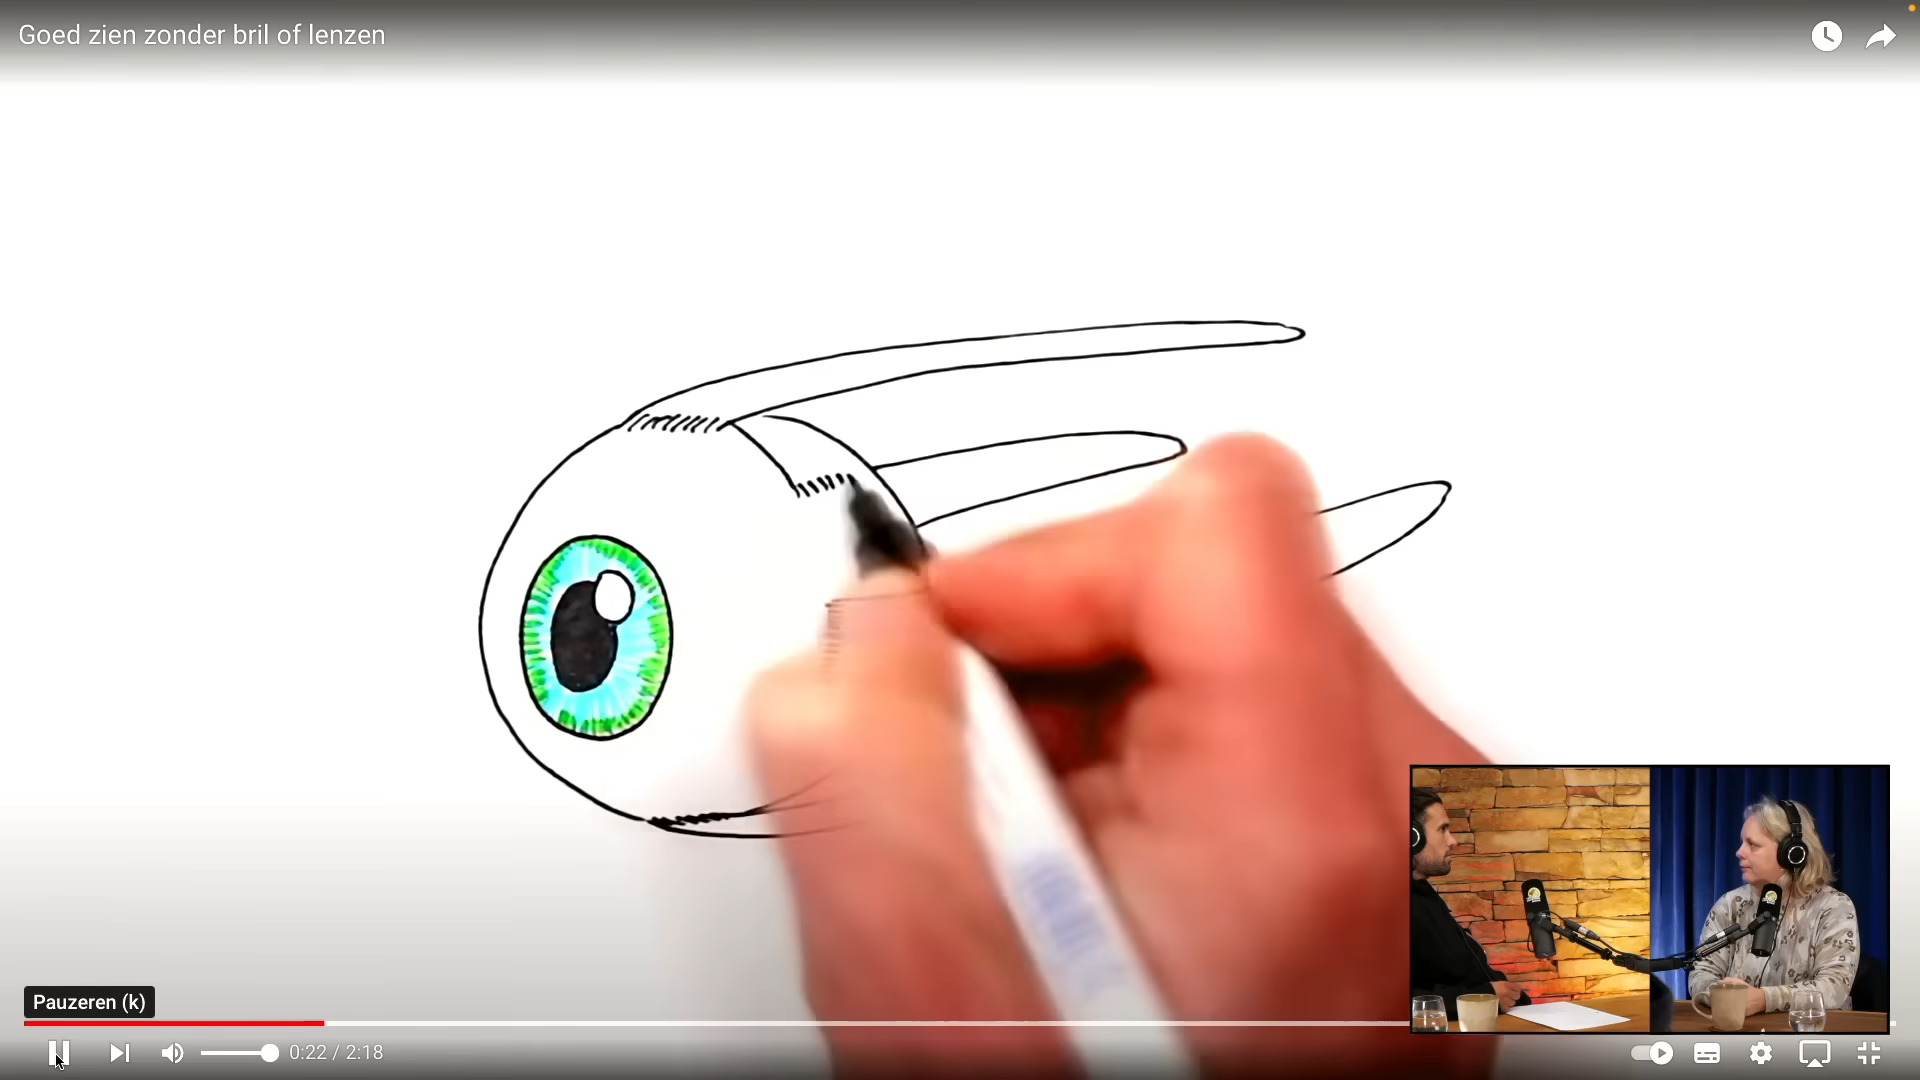 Goed zien zonder bril of lenzen
Pauzeren (k)
0:22 / 2:18